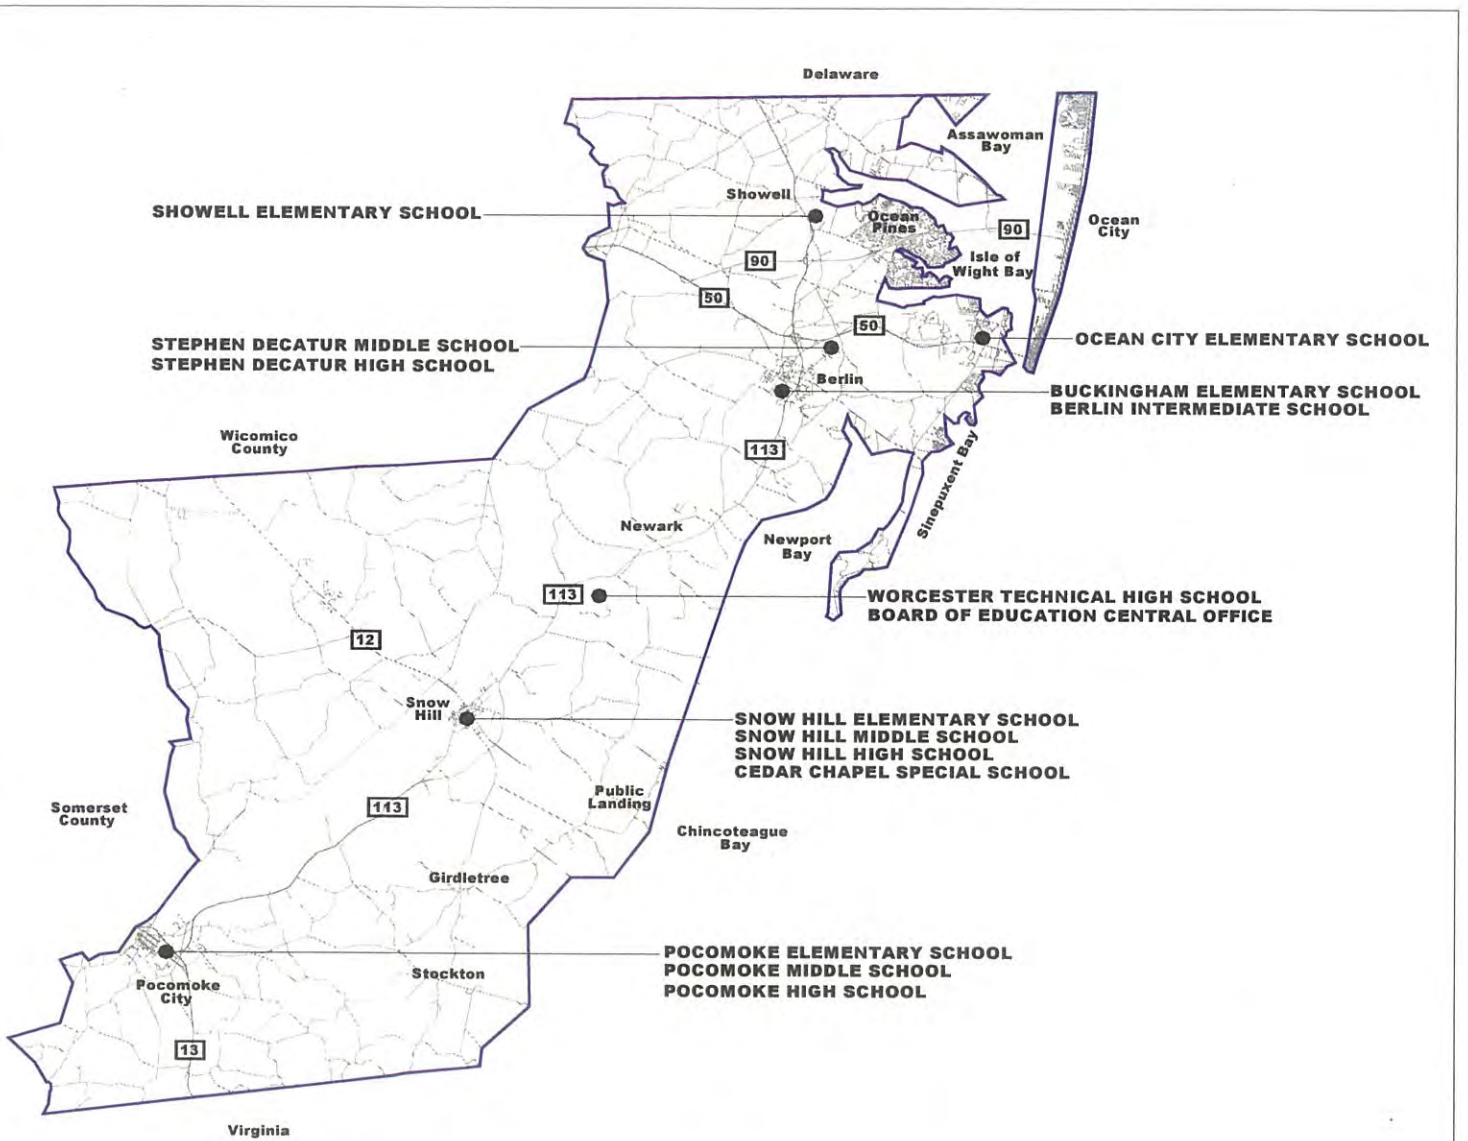 Delaware
Assawoman
Bay
Showell
SHOWELL ELEMENTARY SCHOOL
Ocean
Pines
Ocean
City
90
90
Isle of
Wight Bay
50
50
STEPHEN DECATUR MIDDLE SCHOOL
STEPHEN DECATUR HIGH SCHOOL
OCEAN CITY ELEMENTARY SCHOOL
Berlin
BUCKINGHAM ELEMENTARY SCHOOL
BERLIN INTERMEDIATE SCHOOL
Wicomico
County
113
Sinepuxent Bay
Newark
Newport
Bay
113
WORCESTER TECHNICAL HIGH SCHOOL
BOARD OF EDUCATION CENTRAL OFFICE
12
Snow
Hill
SNOW HILL ELEMENTARY SCHOOL
SNOW HILL MIDDLE SCHOOL
SNOW HILL HIGH SCHOOL
CEDAR CHAPEL SPECIAL SCHOOL
Public
Landing
Somerset
County
113
Chincoteague
Bay
Girdletree
POCOMOKE ELEMENTARY SCHOOL
POCOMOKE MIDDLE SCHOOL
POCOMOKE HIGH SCHOOL
Stockton
Pocomoke
City
13
Virginia